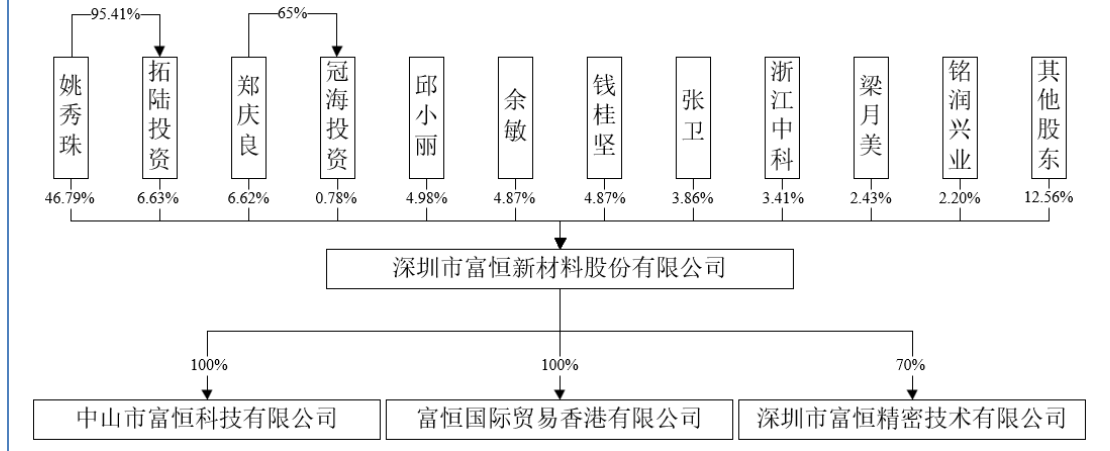 95.41%
65%
姚秀珠
拓陆投资
郑庆良
冠海投资
邱小丽
余敏
钱桂坚
张卫
浙江中科
梁月美
铭润兴业
其他股东
46.79%
6.63%
6.62%
0.78%
4.98%
4.87%
4.87%
3.86%
3.41%
2.43%
2.20%
12.56%
深圳市富恒新材料股份有限公司
100%
100%
70%
中山市富恒科技有限公司
富恒国际贸易香港有限公司
深圳市富恒精密技术有限公司